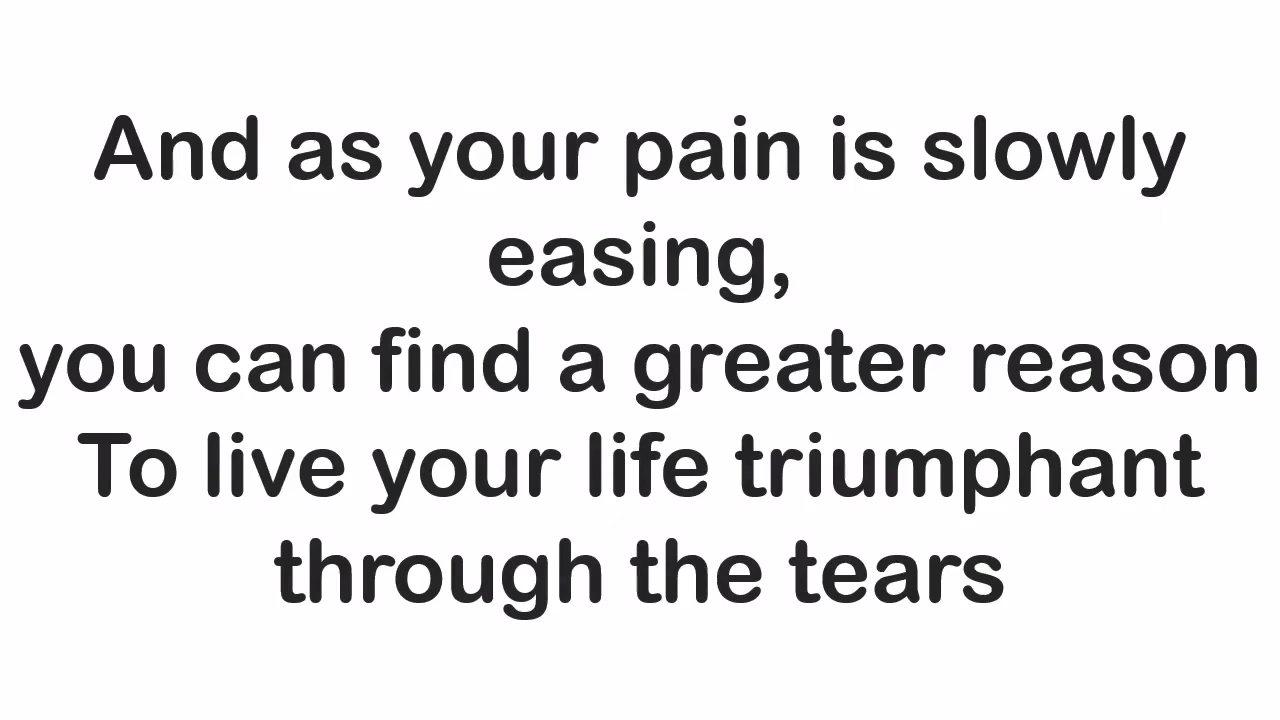 And as your pain is slowly
easing,
you can find a greater reason
To live your life triumphant
through the tears